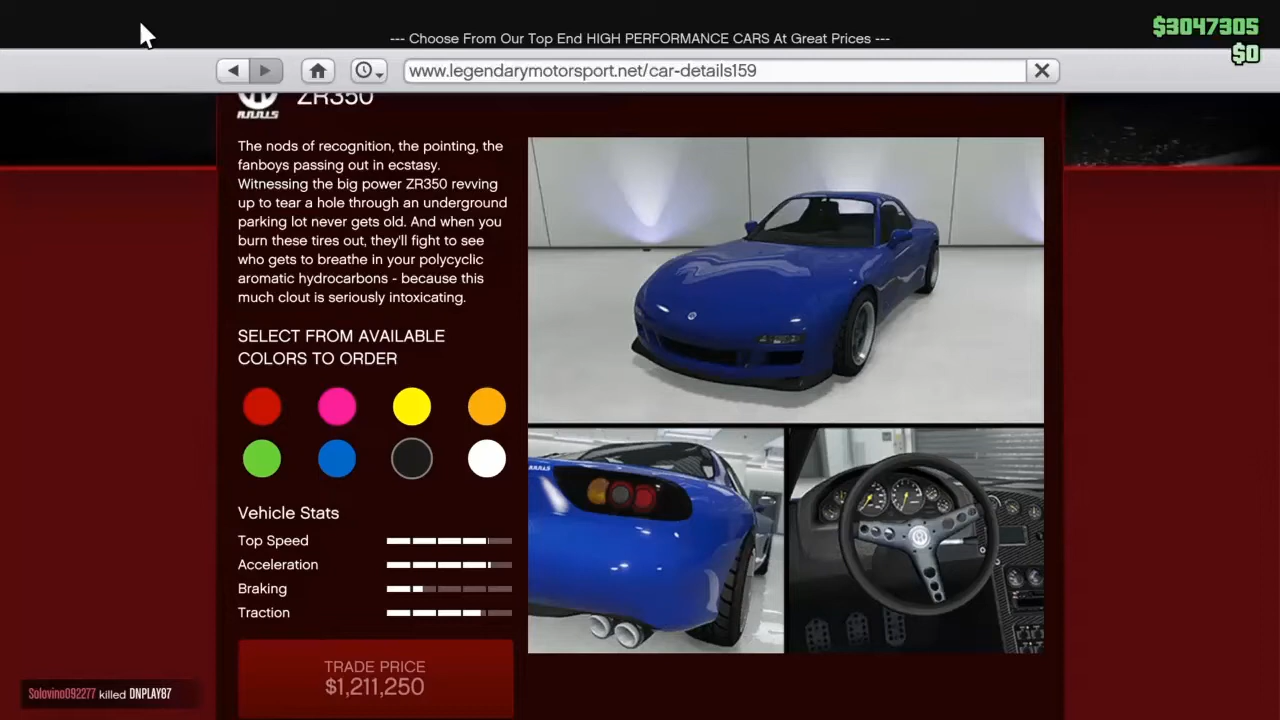 $3047305
--- Choose From Our Top End HIGH PERFORMANCE CARS At Great Prices ---
$0
www.legendarymotorsport.net/car-details159
ANNIS
ZR350
The nods of recognition, the pointing, the
fanboys passing out in ecstasy.
Witnessing the big power ZR350 revving
up to tear a hole through an underground
parking lot never gets old. And when you
burn these tires out, they'll fight to see
who gets to breathe in your polycyclic
aromatic hydrocarbons - because this
much clout is seriously intoxicating.
SELECT FROM AVAILABLE
COLORS TO ORDER
Vehicle Stats
Top Speed
Acceleration
Braking
Traction
ANNIS
TRADE PRICE
$1,211,250
Solovino092277 killed DNPLAY87